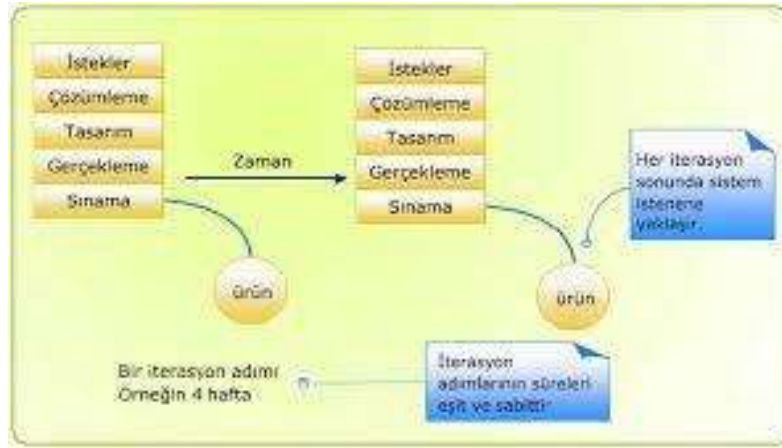 İstekler
Çözümleme
Tasarım
Gerçekleme
Sınama
ürün
Zaman
İstekler
Çözümleme
Tasarım
Gerçekleme
Sınama
ürün
Her iterasyon
sonunda sistem
istenene
yaklaşır.
Bir iterasyon adımı
Örneğin 4 hafta
İterasyon
adımlarının süreleri
eşit ve sabittir